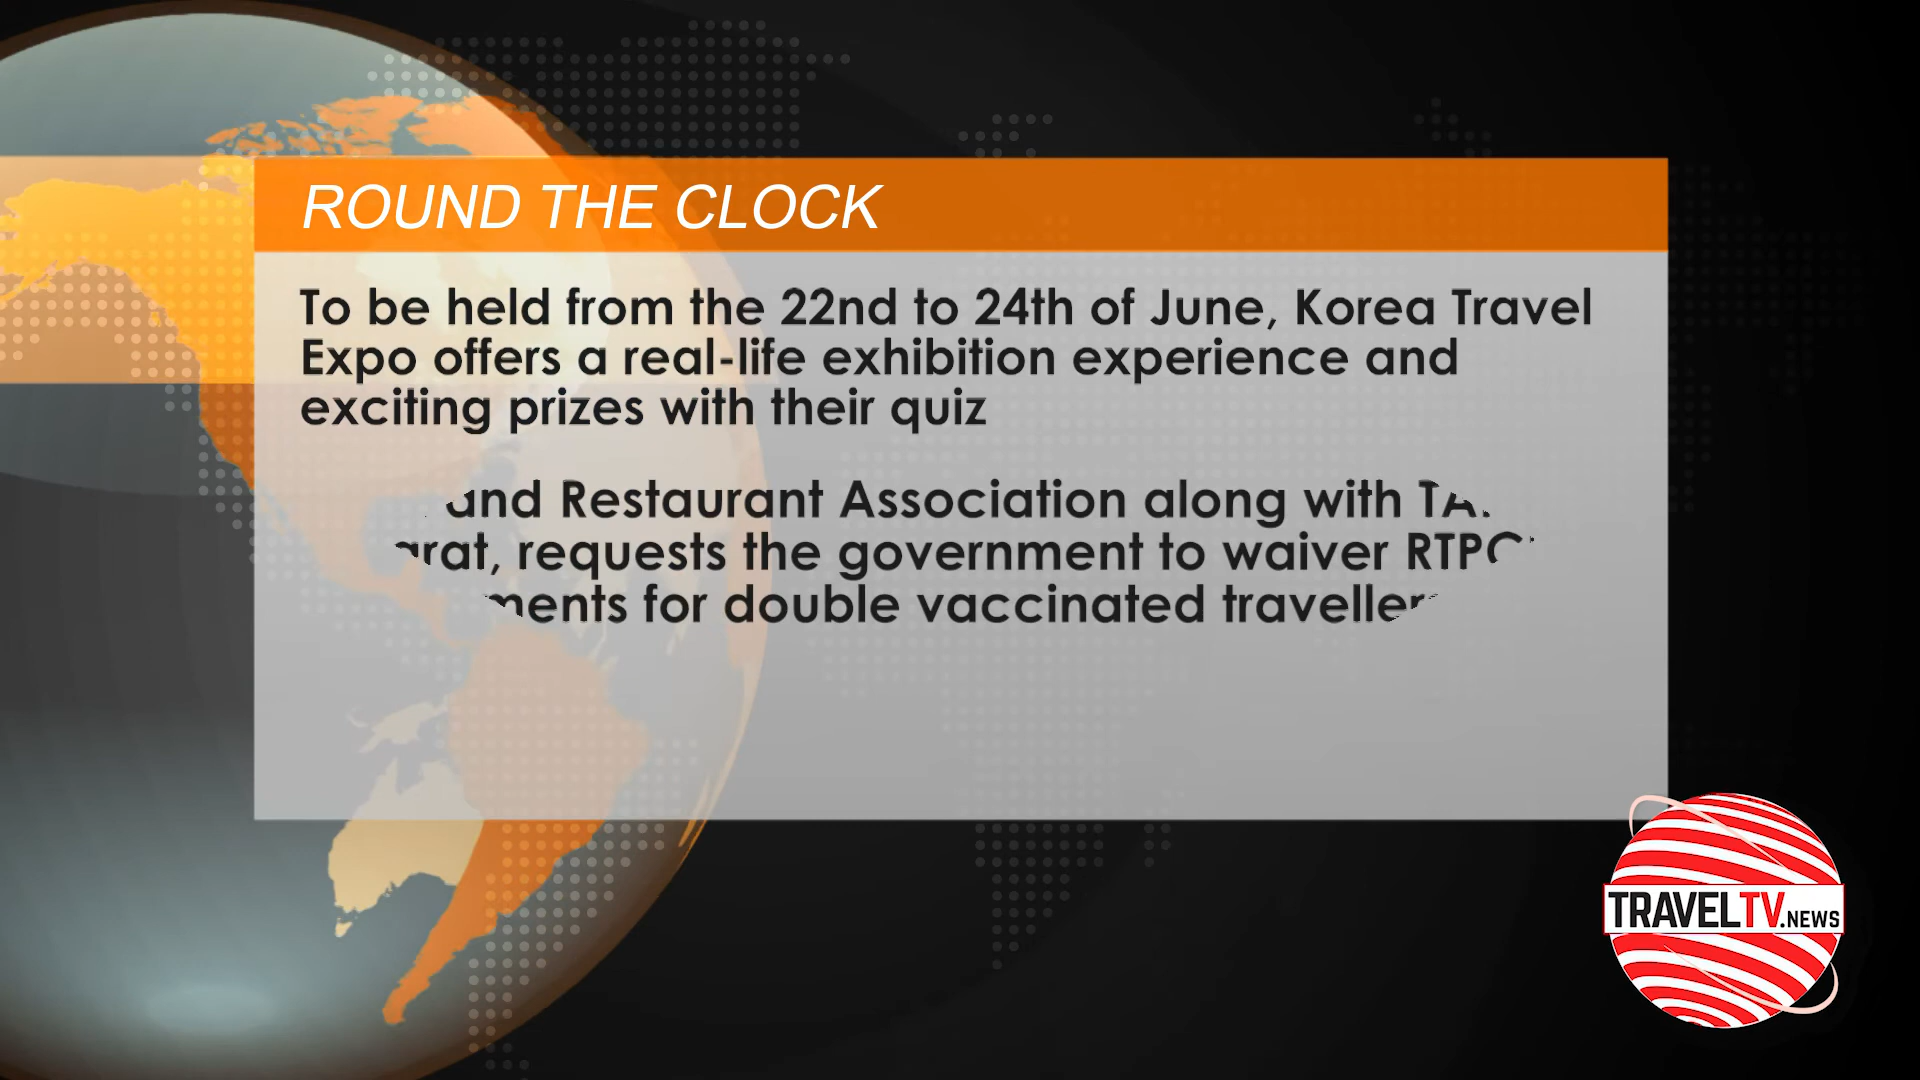 ROUND THE CLOCK
To be held from the 22nd to 24th of June, Korea Travel
Expo offers a real-life exhibition experience and
exciting prizes with their quiz
and Restaurant Association along with
requests the government to waiver
for double vaccinated
TRAVELTV.NEWS